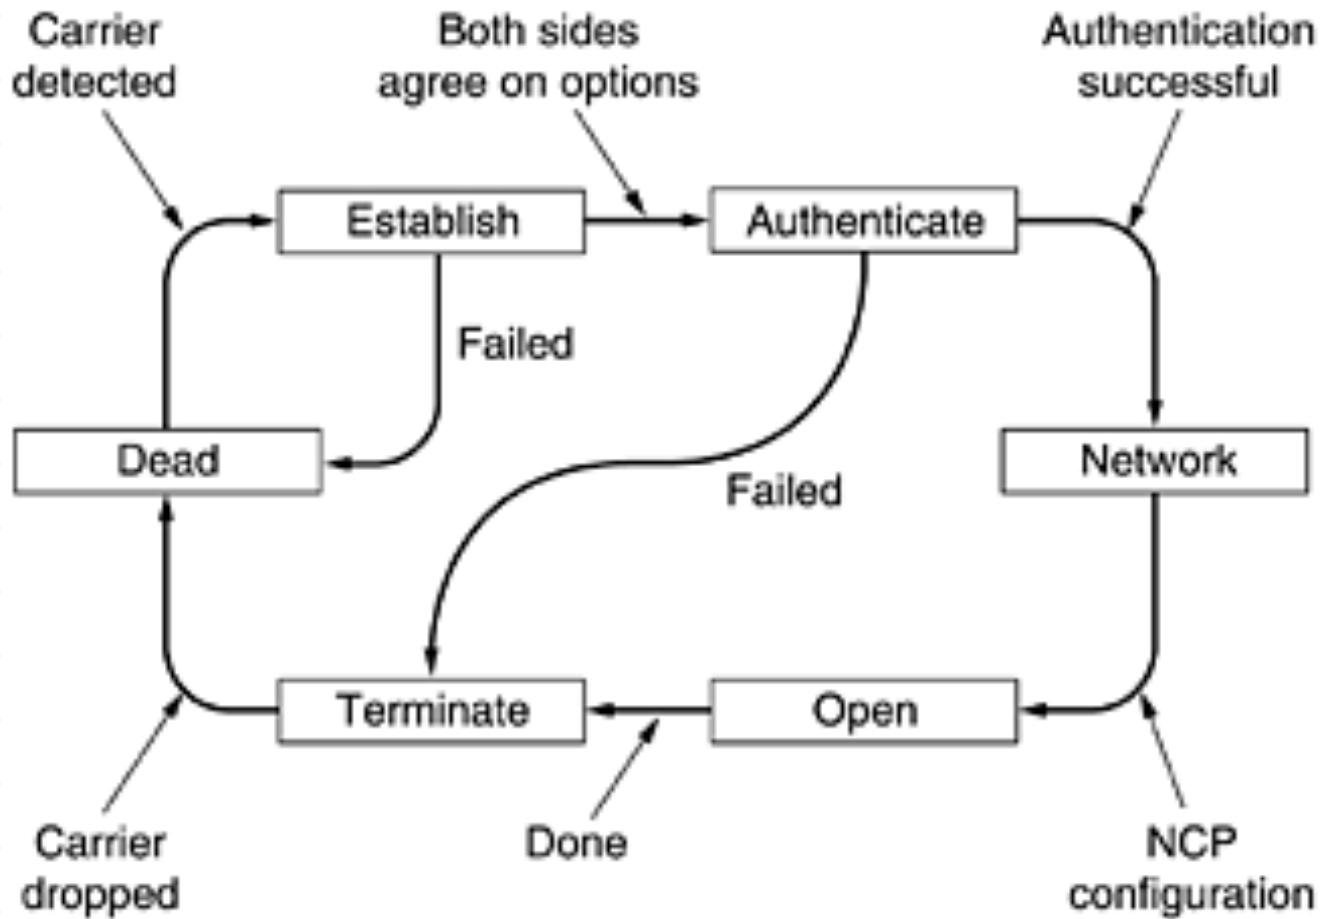 Carrier
detected
Both sides
agree on options
Authentication
successful
Establish
Authenticate
Failed
Dead
Network
Failed
Terminate
Open
Carrier
dropped
Done
NCP
configuration